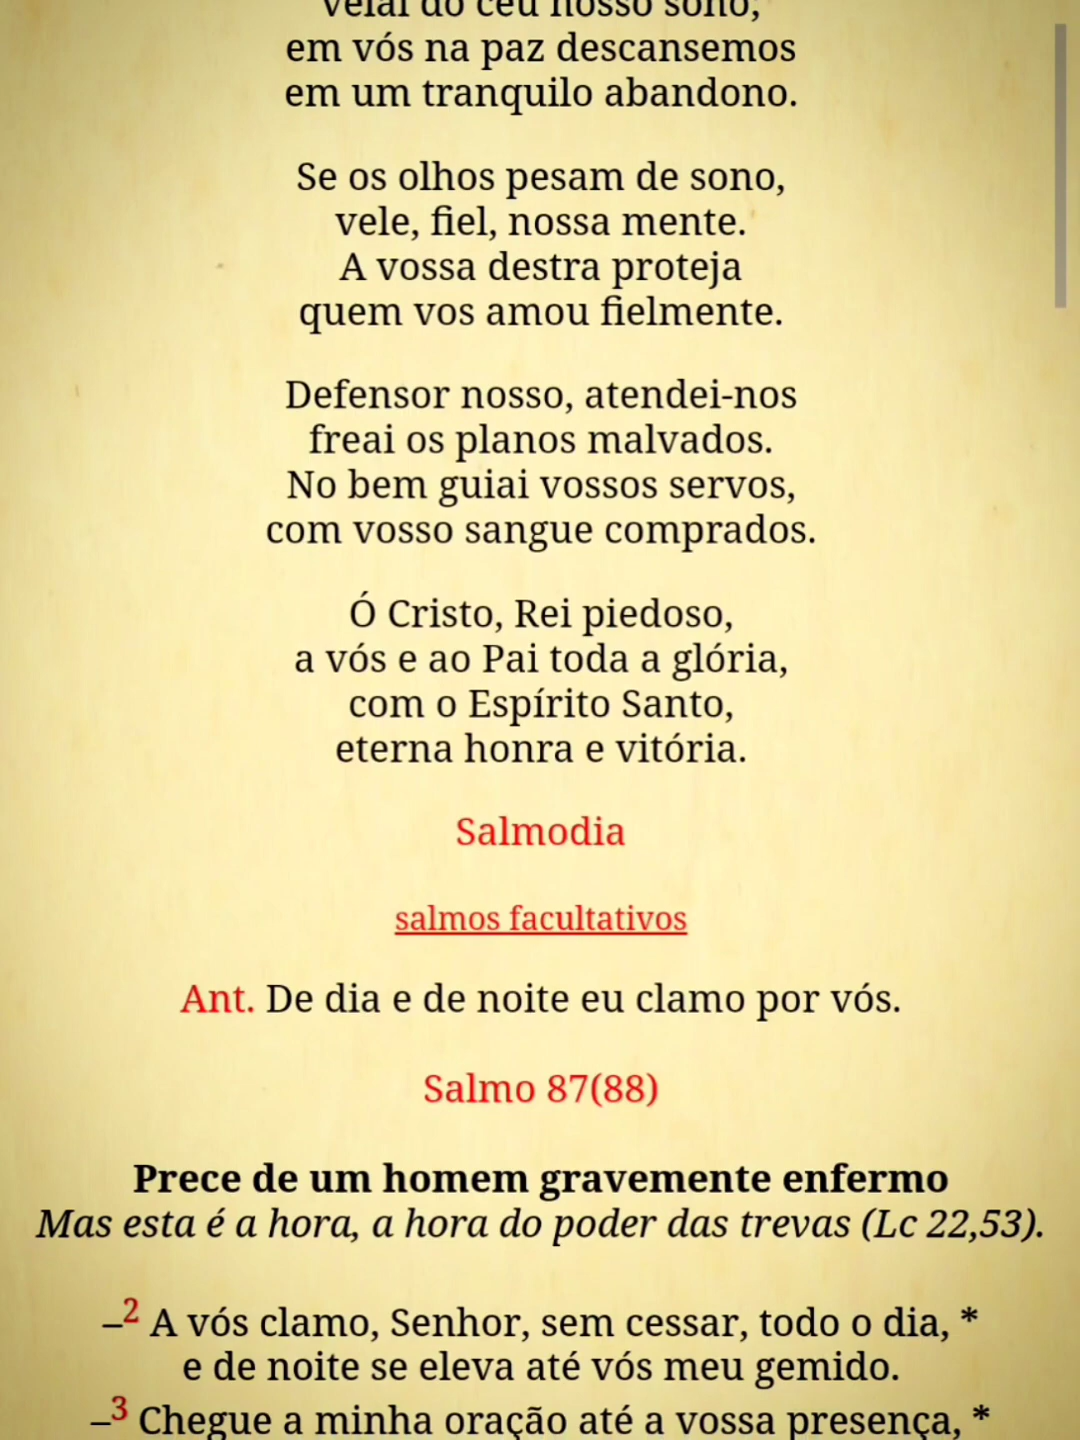 velai do céu nosso sono,
em vós na paz descansemos
em um tranquilo abandono.
Se os olhos pesam de sono,
vele, fiel, nossa mente.
A vossa destra proteja
quem vos amou fielmente.
Defensor nosso, atendei-nos
freai os planos malvados.
No bem guiai vossos servos,
com vosso sangue comprados.
Ó Cristo, Rei piedoso,
a vós e ao Pai toda a glória,
com o Espírito Santo,
eterna honra e vitória.
Salmodia
salmos facultativos
Ant. De dia e de noite eu clamo por vós.
Salmo 87(88)
Prece de um homem gravemente enfermo
Mas esta é a hora, a hora do poder das trevas (Lc 22,53).
–2 A vós clamo, Senhor, sem cessar, todo o dia, *
e de noite se eleva até vós meu gemido.
–3 Chegue a minha oração até a vossa presença, *